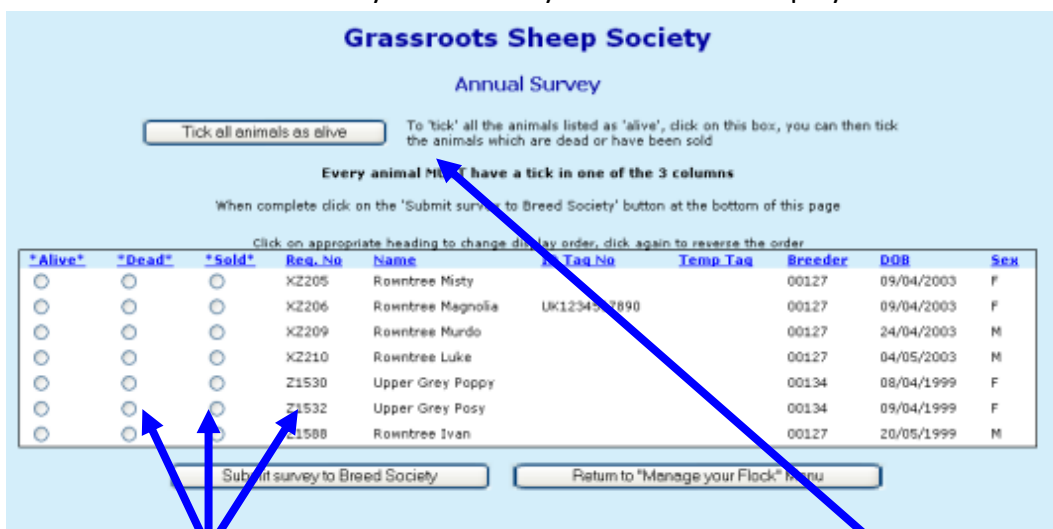 Grassroots Sheep Society
Annual Survey
Tick all animals as alive
To 'tick' all the animals listed as 'alive', click on this box, you can then tick
the animals which are dead or have been sold
Every animal MUST have a tick in one of the 3 columns
When complete click on the 'Submit survey to Breed Society' button at the bottom of this page
Click on appropriate heading to change display order, click again to reverse the order
*Alive* *Dead* *Sold* Reg. No Name Tag No Temp Tag Breeder DOB Sex
XZ205 Rowntree Misty 00127 09/04/2003 F
XZ206 Rowntree Magnolia 00127 09/04/2003 F
XZ209 Rowntree Murdo 00127 24/04/2003 M
XZ210 Rowntree Luke 00127 04/05/2003 M
Z1530 Upper Grey Poppy 00134 08/04/1999 F
Z1532 Upper Grey Posy 00134 09/04/1999 F
Z1588 Rowntree Ivan 00127 20/05/1999 M
Submit survey to Breed Society
Return to "Manage your Flock" Menu